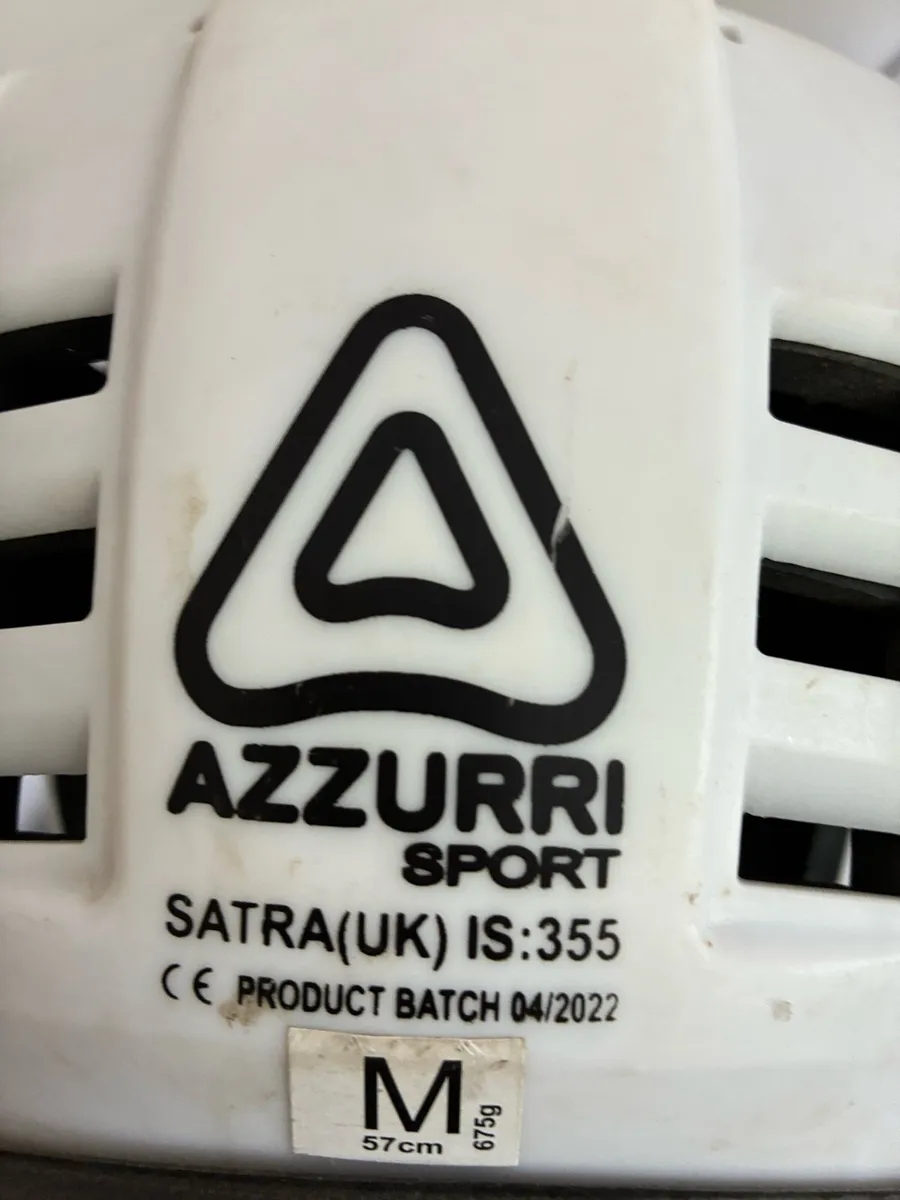 AZZURRI
SPORT
SATRA(UK) IS:355
CE PRODUCT BATCH 04/2022
M
57cm
675g